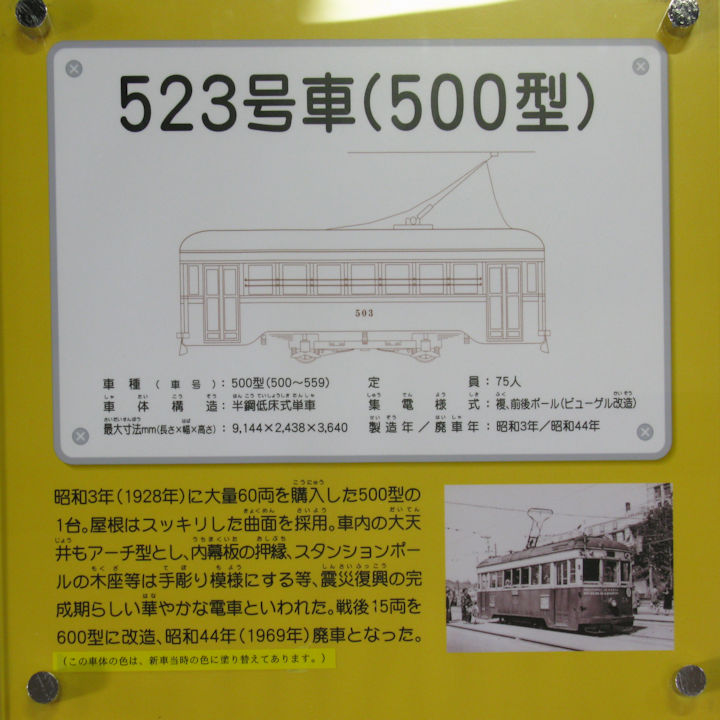 523号車(500型)
503
車種(車号):500型(500～559)
定員:75人
車体構造:半鋼低床式単車
集電様式:複、前後ポール(ビューゲル改造)
最大寸法mm(長さ×幅×高さ):9,144×2,438×3,640
製造年/廃車年:昭和3年/昭和44年
昭和3年(1928年)に大量60両を購入した500型の
1台。屋根はスッキリした曲面を採用。車内の大天
井もアーチ型とし、内幕板の押縁、スタンションポー
ルの木座等は手彫り模様にする等、震災復興の完
成期らしい華やかな電車といわれた。戦後15両を
600型に改造、昭和44年(1969年)廃車となった。
(この車体の色は、新車当時の色に塗り替えてあります。)